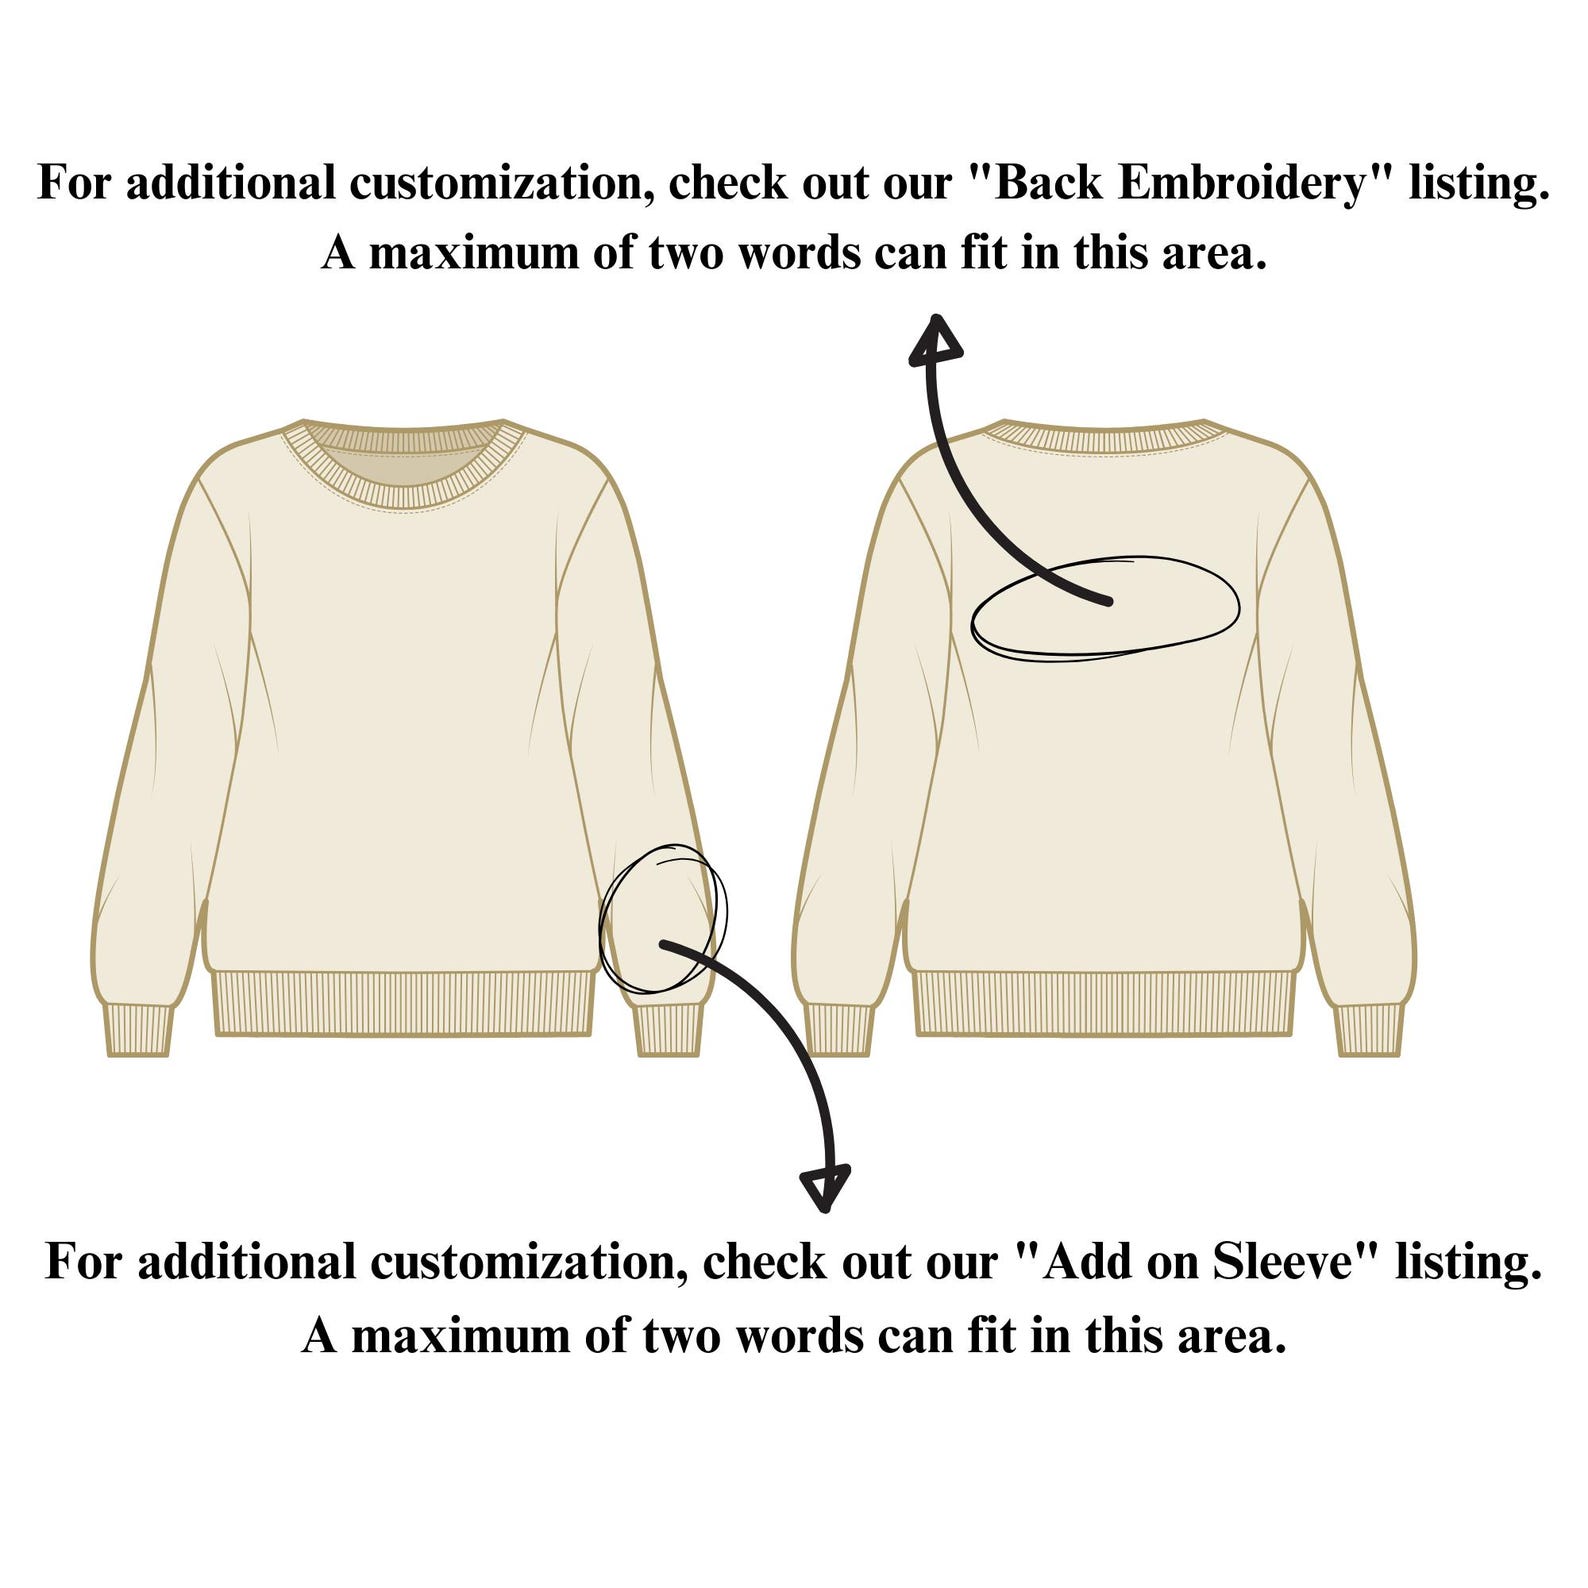 For additional customization, check out our "Back Embroidery" listing.
A maximum of two words can fit in this area.
For additional customization, check out our "Add on Sleeve" listing.
A maximum of two words can fit in this area.